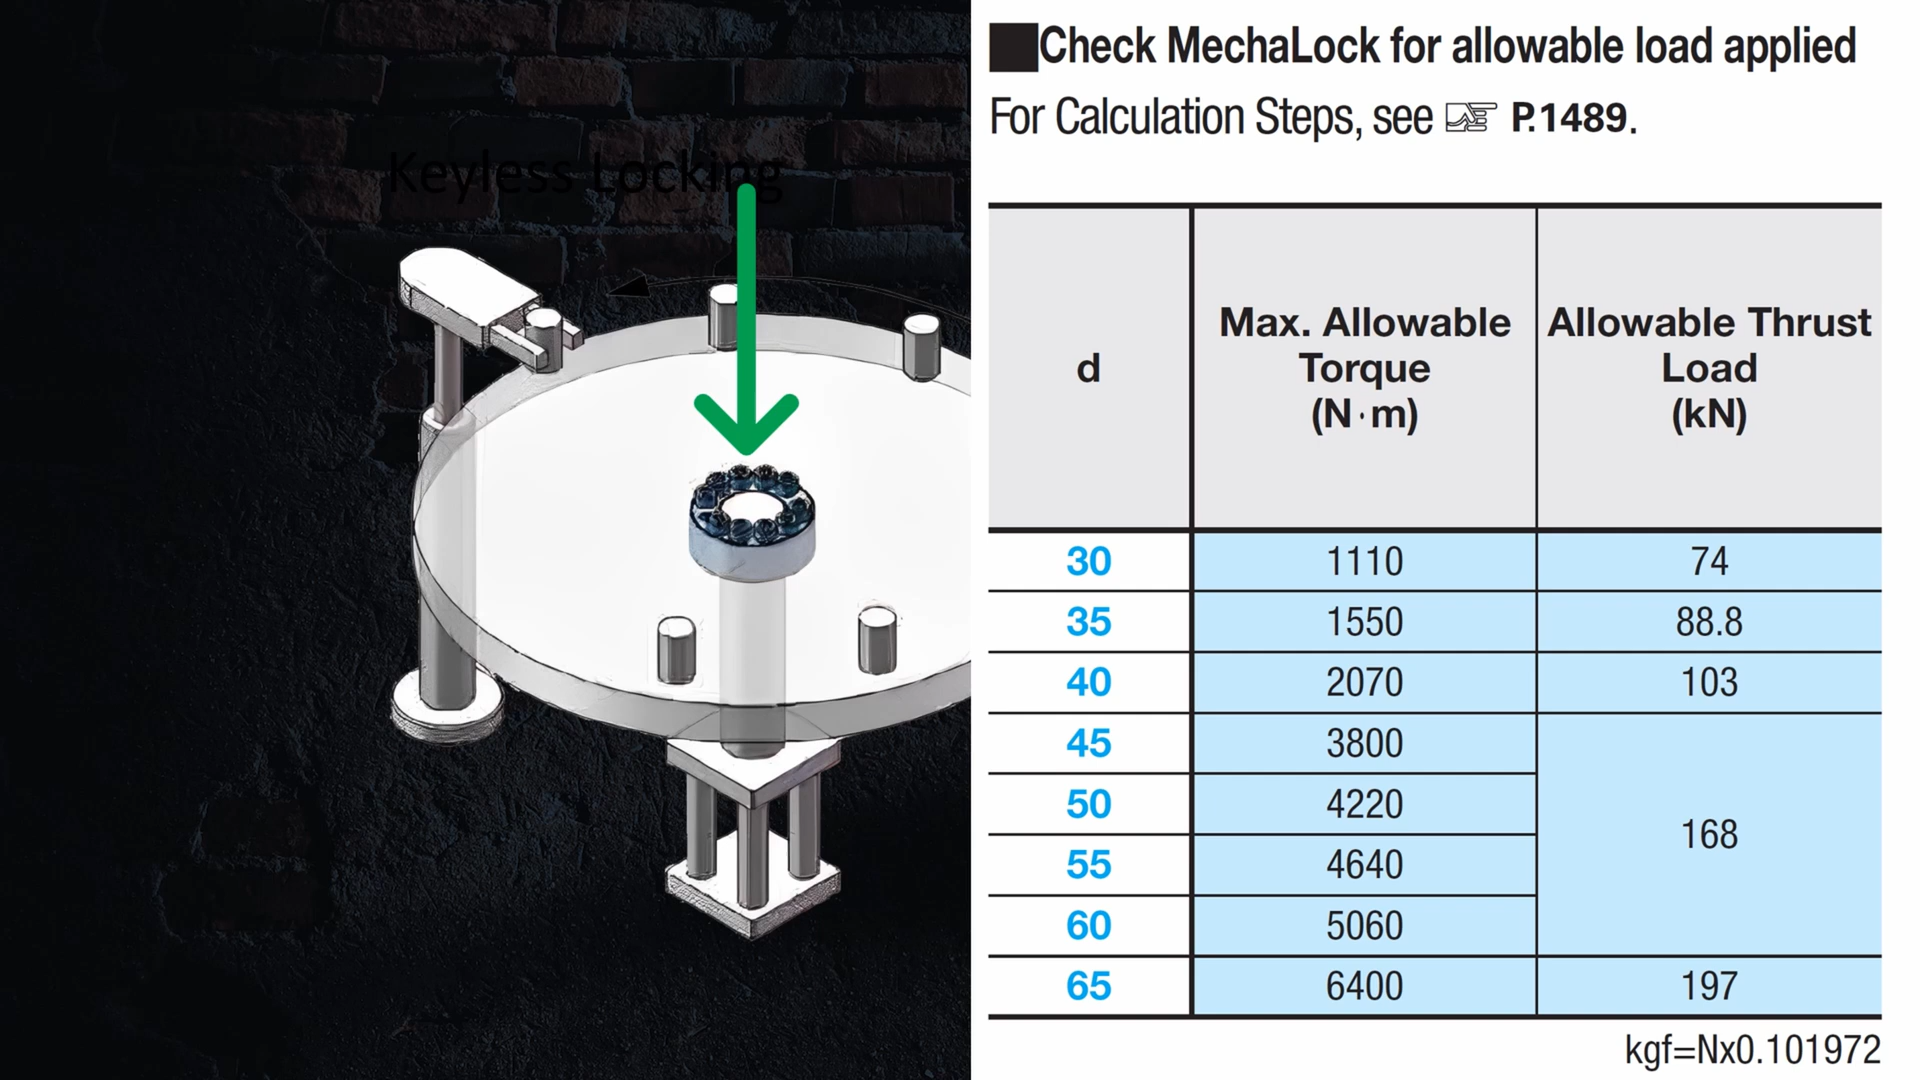 Keyless Locking
■Check MechaLock for allowable load applied
For Calculation Steps, see P.1489.
d
Max. Allowable
Torque
(N·m)
Allowable Thrust
Load
(kN)
30 1110 74
35 1550 88.8
40 2070 103
45 3800
50 4220
168
55 4640
60 5060
65 6400 197
kgf=Nx0.101972